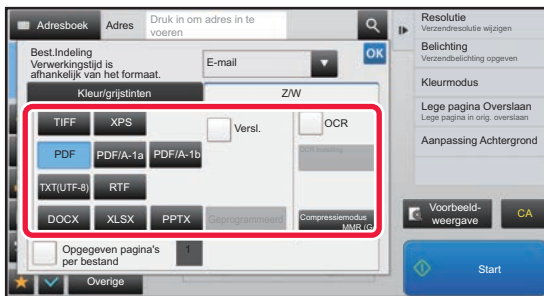 Adresboek
Adres
Druk in om adres in te
voeren
Best.Indeling
Verwerkingstijd is
afhankelijk van het formaat.
E-mail
OK
Kleur/grijstinten
Z/W
TIFF
XPS
Versl.
OCR
PDF
PDF/A-1a
PDF/A-1b
OCR Instelling
TXT(UTF-8)
RTF
DOCX
XLSX
PPTX
Geprogrammeerd
Compressiemodus
MMR (G
Opgegeven pagina's
per bestand
1
Overige
Resolutie
Verzendresolutie wijzigen
Belichting
Verzendbelichting opgeven
Kleurmodus
Lege pagina Overslaan
Lege pagina in orig. overslaan
Aanpassing Achtergrond
Voorbeeld-
weergave
CA
Start